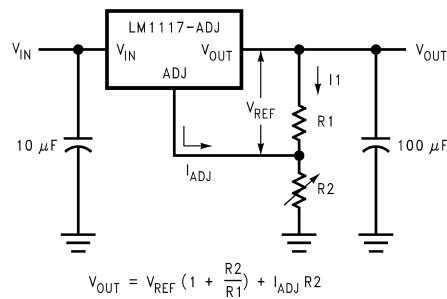 LM1117-ADJ
V_IN
V_IN
V_OUT
V_OUT
ADJ
I1
V_REF
R1
10 μF
100 μF
I_ADJ
R2
V_OUT = V_REF (1 + R2/R1) + I_ADJ R2